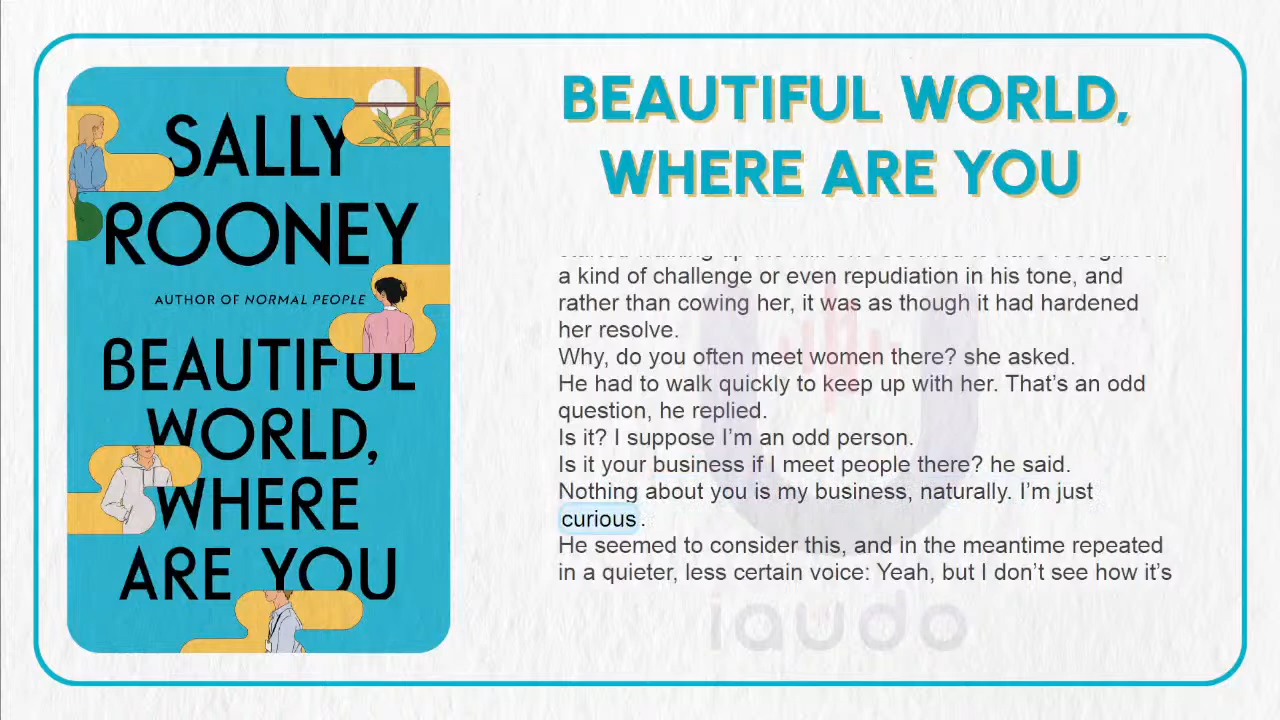 SALLY
ROONEY
AUTHOR OF NORMAL PEOPLE
BEAUTIFUL
WORLD,
WHERE
ARE YOU
BEAUTIFUL WORLD,
WHERE ARE YOU
a kind of challenge or even repudiation in his tone, and
rather than cowing her, it was as though it had hardened
her resolve.
Why, do you often meet women there? she asked.
He had to walk quickly to keep up with her. That’s an odd
question, he replied.
Is it? I suppose I’m an odd person.
Is it your business if I meet people there? he said.
Nothing about you is my business, naturally. I’m just
curious.
He seemed to consider this, and in the meantime repeated
in a quieter, less certain voice: Yeah, but I don’t see how it’s
iaudo